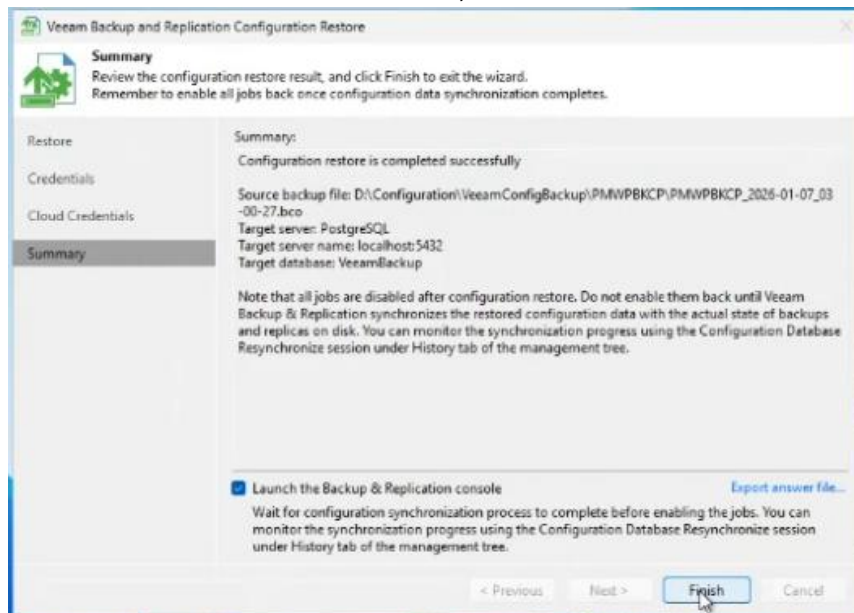 Veeam Backup and Replication Configuration Restore
Summary
Review the configuration restore result, and click Finish to exit the wizard.
Remember to enable all jobs back once configuration data synchronization completes.
Restore
Credentials
Cloud Credentials
Summary
Summary:
Configuration restore is completed successfully
Source backup file: D:\Configuration\VeeamConfigBackup\PMWPBKCP\PMWPBKCP_2026-01-07_03
-00-27.bco
Target server: PostgreSQL
Target server name: localhost:5432
Target database: VeeamBackup
Note that all jobs are disabled after configuration restore. Do not enable them back until Veeam
Backup & Replication synchronizes the restored configuration data with the actual state of backups
and replicas on disk. You can monitor the synchronization progress using the Configuration Database
Resynchronize session under History tab of the management tree.
Launch the Backup & Replication console
Export answer file...
Wait for configuration synchronization process to complete before enabling the jobs. You can
monitor the synchronization progress using the Configuration Database Resynchronize session
under History tab of the management tree.
< Previous
Next >
Finish
Cancel